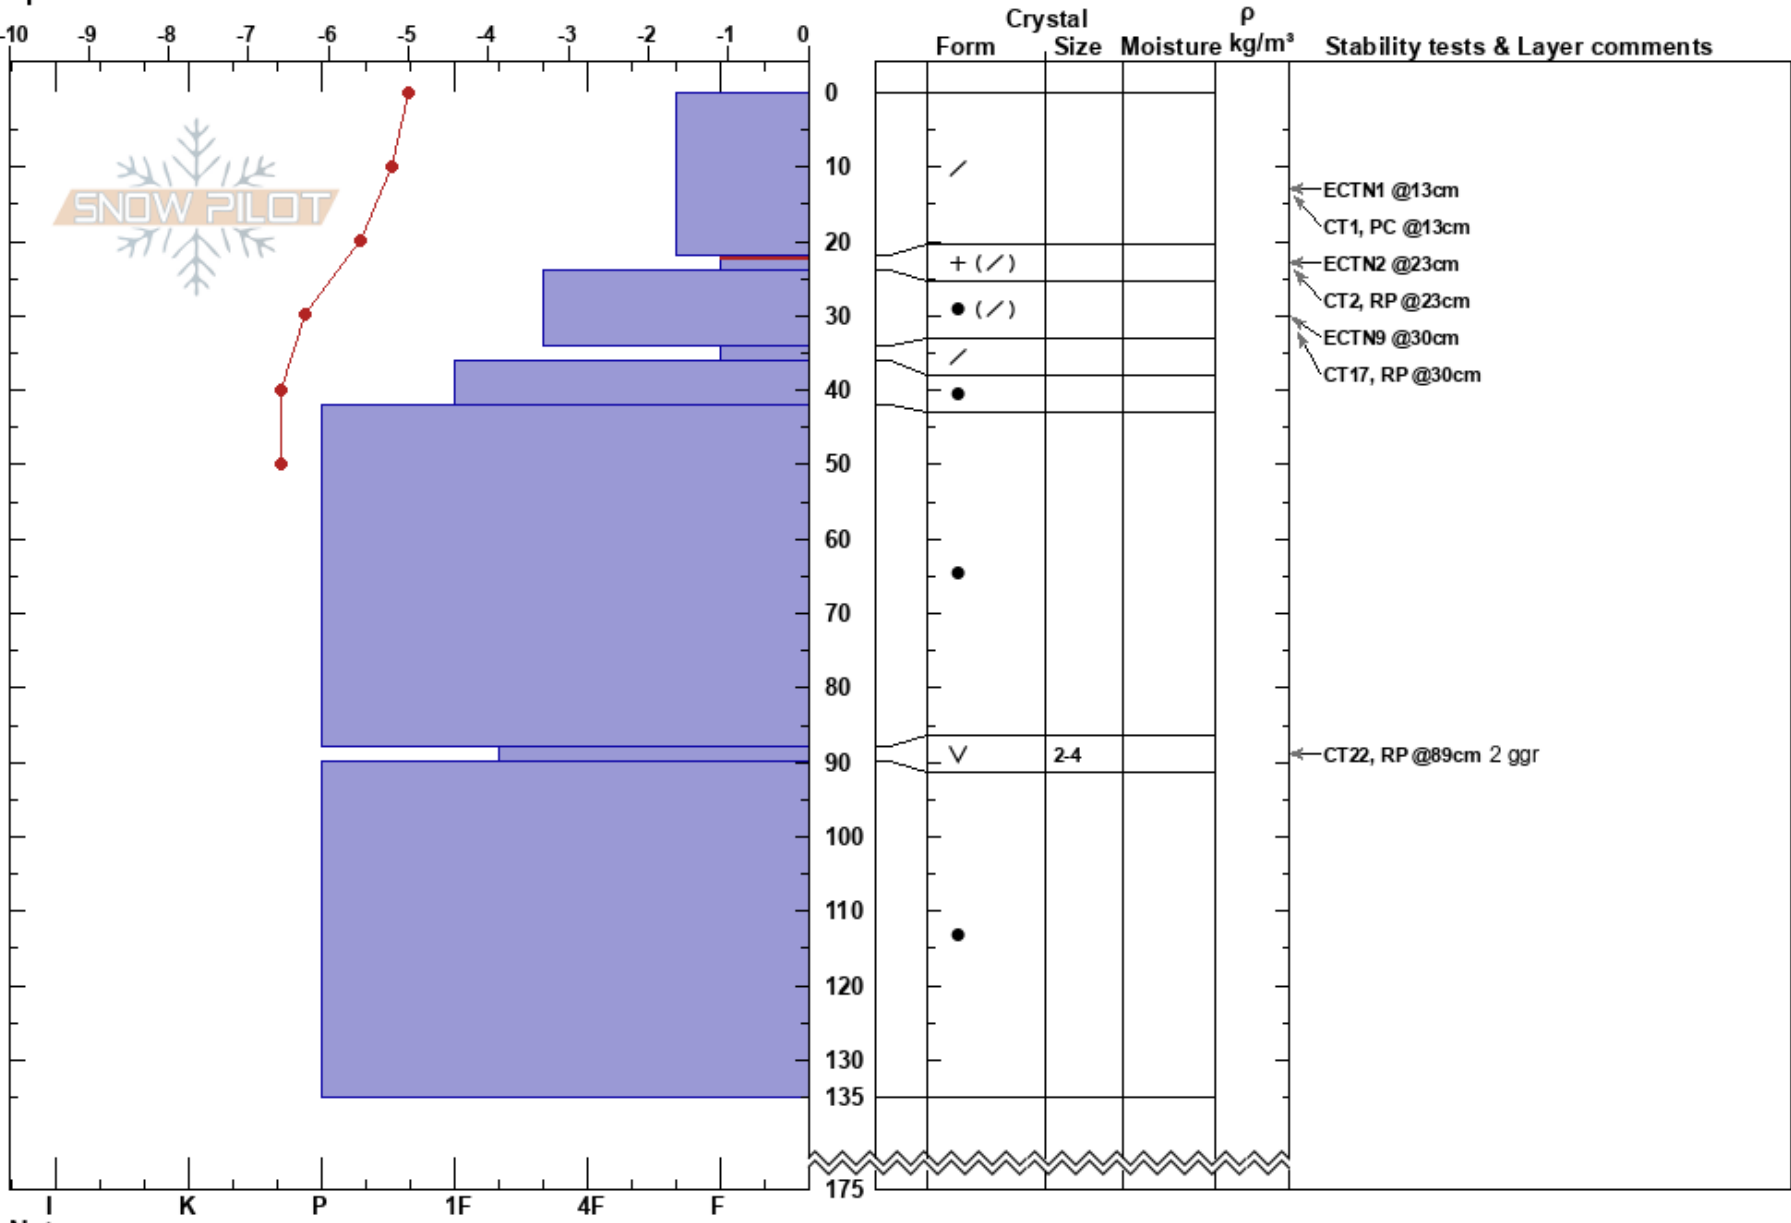 Crystal ρ
-10 -9 -8 -7 -6 -5 -4 -3 -2 -1 0
Form Size Moisture kg/m³ Stability tests & Layer comments
0
10
SNOW PILOT
ECTN1 @13cm
CT1, PC @13cm
20
+ (/)
ECTN2 @23cm
CT2, RP @23cm
● (/)
30
ECTN9 @30cm
CT17, RP @30cm
40
50
60
70
80
90
V 2-4
CT22, RP @89cm 2 ggr
100
110
120
130
135
175
I K P 1F 4F F